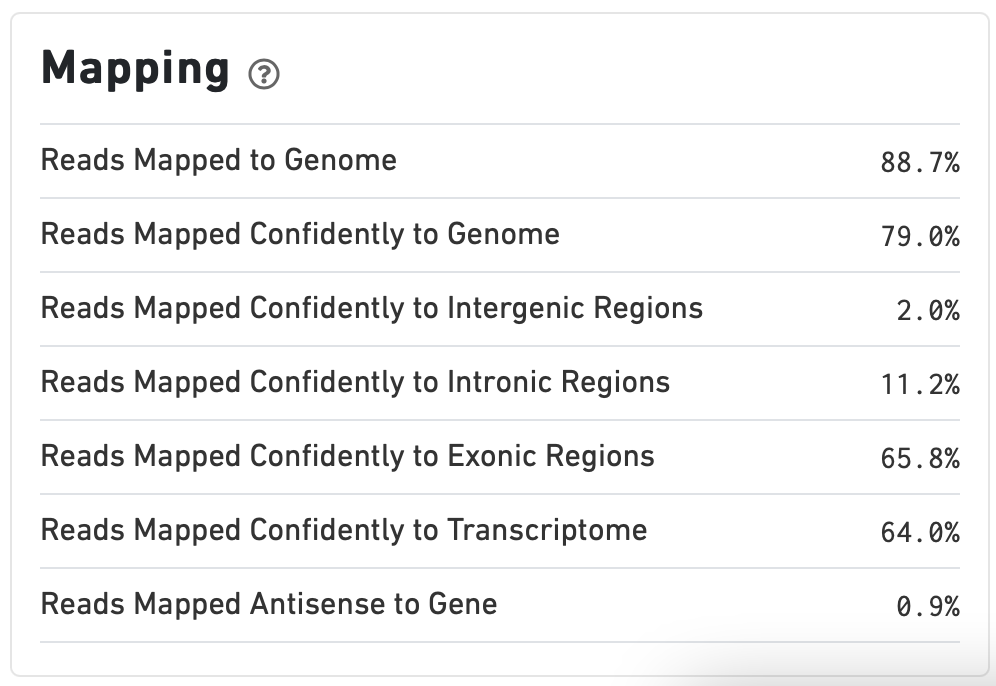 Mapping ?
Reads Mapped to Genome 88.7%
Reads Mapped Confidently to Genome 79.0%
Reads Mapped Confidently to Intergenic Regions 2.0%
Reads Mapped Confidently to Intronic Regions 11.2%
Reads Mapped Confidently to Exonic Regions 65.8%
Reads Mapped Confidently to Transcriptome 64.0%
Reads Mapped Antisense to Gene 0.9%